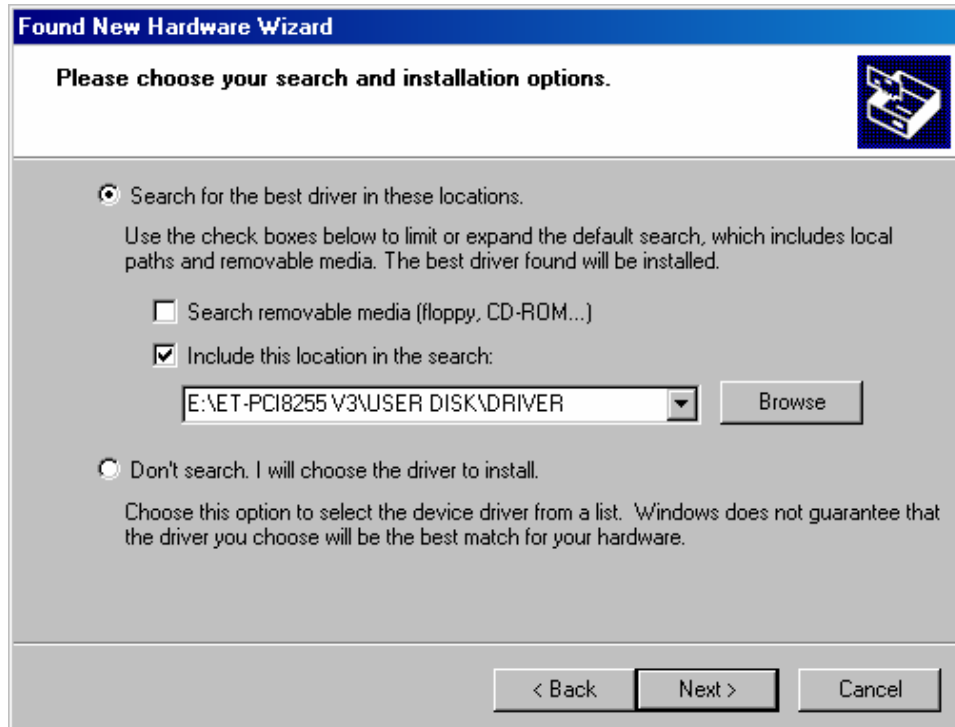 Found New Hardware Wizard
Please choose your search and installation options.
Search for the best driver in these locations.
Use the check boxes below to limit or expand the default search, which includes local
paths and removable media. The best driver found will be installed.
Search removable media (floppy, CD-ROM...)
Include this location in the search:
E:\ET-PCI8255 V3\USER DISK\DRIVER
Browse
Don't search. I will choose the driver to install.
Choose this option to select the device driver from a list. Windows does not guarantee that
the driver you choose will be the best match for your hardware.
< Back
Next >
Cancel